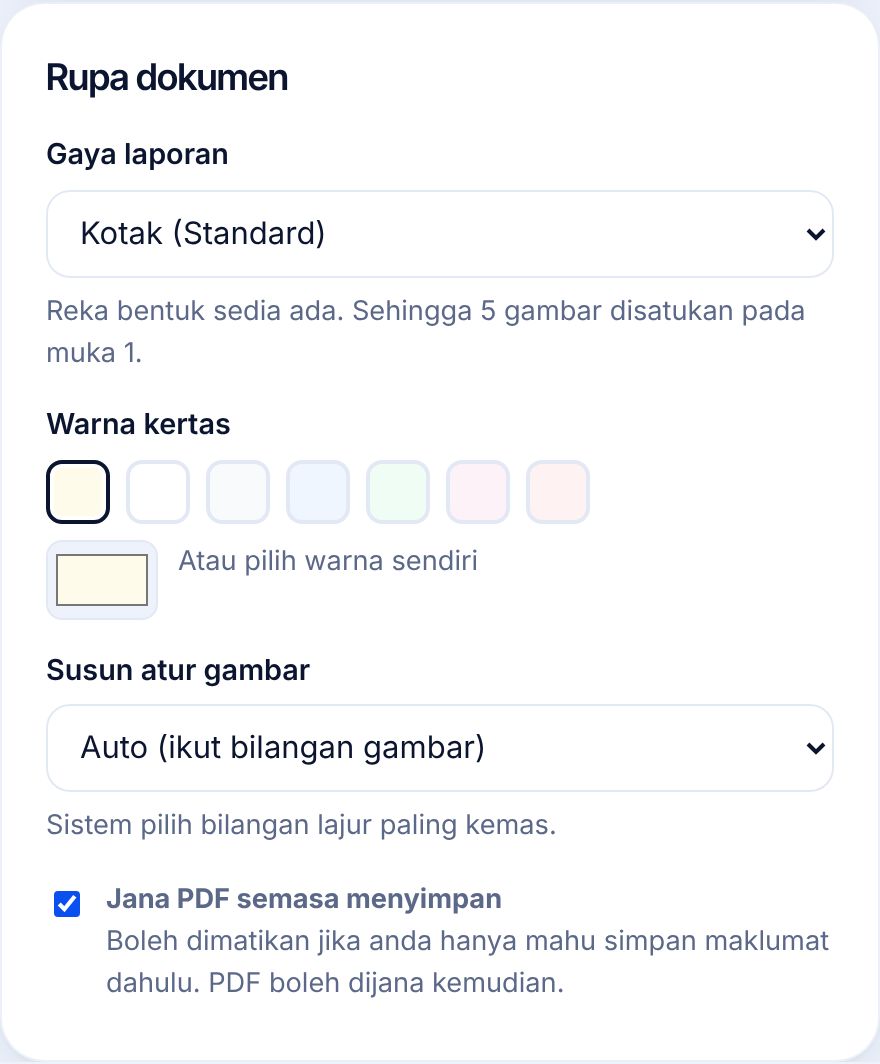 Rupa dokumen
Gaya laporan
Kotak (Standard)
Reka bentuk sedia ada. Sehingga 5 gambar disatukan pada
muka 1.
Warna kertas
Atau pilih warna sendiri
Susun atur gambar
Auto (ikut bilangan gambar)
Sistem pilih bilangan lajur paling kemas.
Jana PDF semasa menyimpan
Boleh dimatikan jika anda hanya mahu simpan maklumat
dahulu. PDF boleh dijana kemudian.